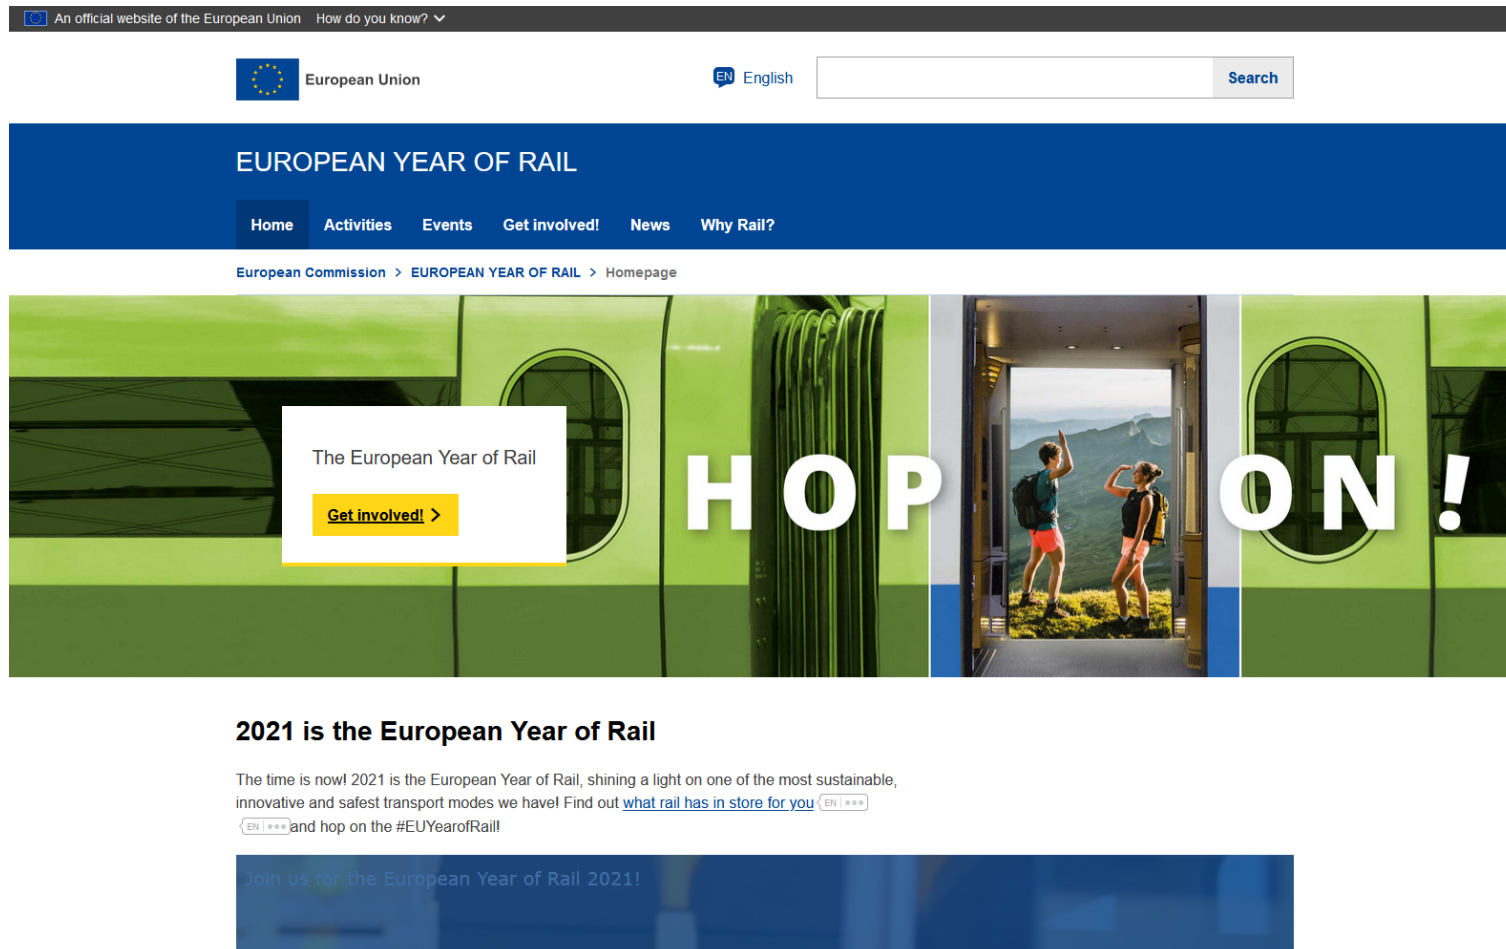 An official website of the European Union How do you know?
European Union
EN English
Search
EUROPEAN YEAR OF RAIL
Home Activities Events Get involved! News Why Rail?
European Commission > EUROPEAN YEAR OF RAIL > Homepage
The European Year of Rail
Get involved! >
HOP ON!
2021 is the European Year of Rail
The time is now! 2021 is the European Year of Rail, shining a light on one of the most sustainable,
innovative and safest transport modes we have! Find out what rail has in store for you EN
EN and hop on the #EUYearofRail!
Join us for the European Year of Rail 2021!